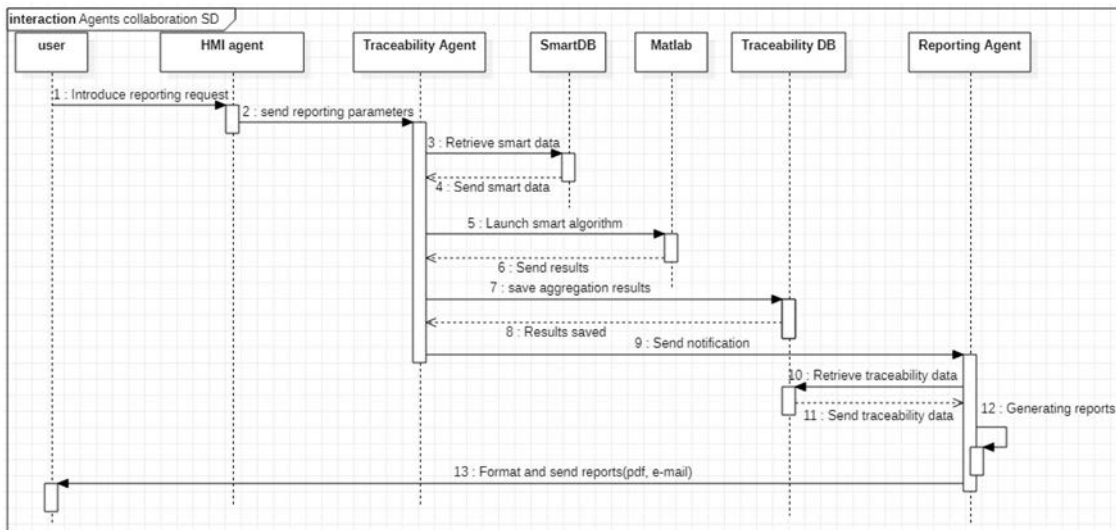 interaction Agents collaboration SD
user
HMI agent
Traceability Agent
SmartDB
Matlab
Traceability DB
Reporting Agent
1 : Introduce reporting request
2 : send reporting parameters
3 : Retrieve smart data
4 : Send smart data
5 : Launch smart algorithm
6 : Send results
7 : save aggregation results
8 : Results saved
9 : Send notification
10 : Retrieve traceability data
11 : Send traceability data
12 : Generating reports
13 : Format and send reports(pdf, e-mail)